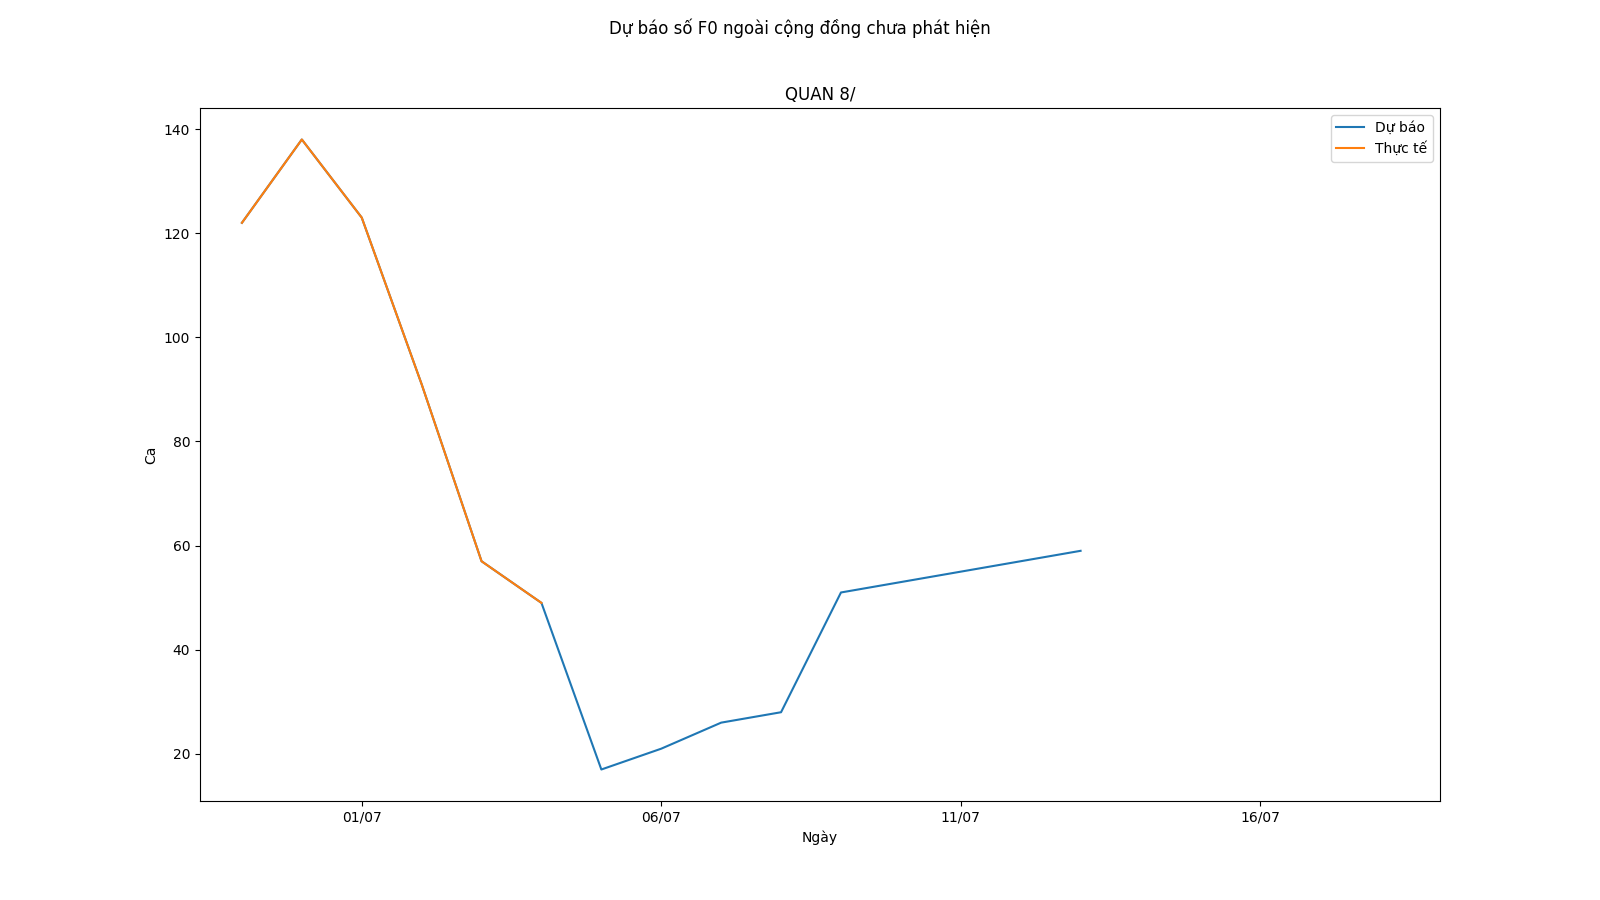 Dự báo số F0 ngoài cộng đồng chưa phát hiện
QUAN 8/
Dự báo
Thực tế
140
120
100
80
60
40
20
Ca
01/07
06/07
11/07
16/07
Ngày